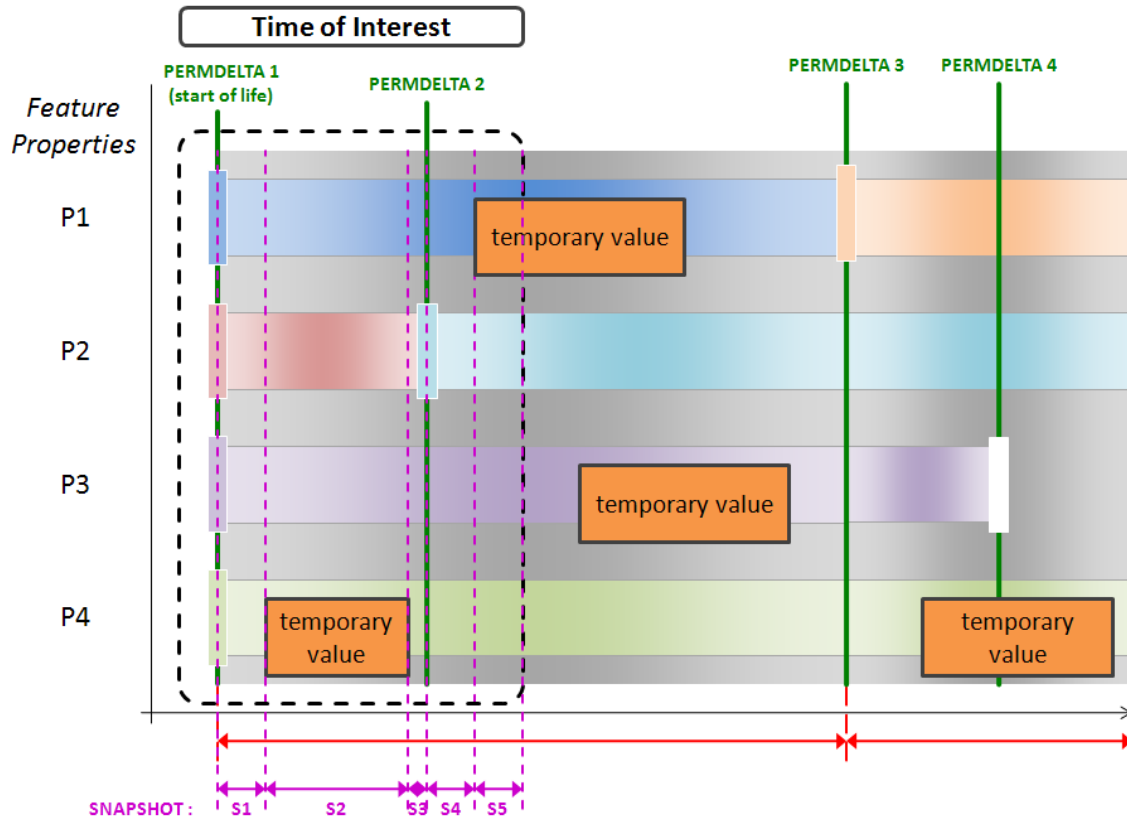 Time of Interest
PERMDELTA 1
(start of life)
PERMDELTA 2
PERMDELTA 3
PERMDELTA 4
Feature
Properties
P1
temporary value
P2
P3
temporary value
P4
temporary
value
temporary
value
SNAPSHOT :
S1
S2
S3
S4
S5